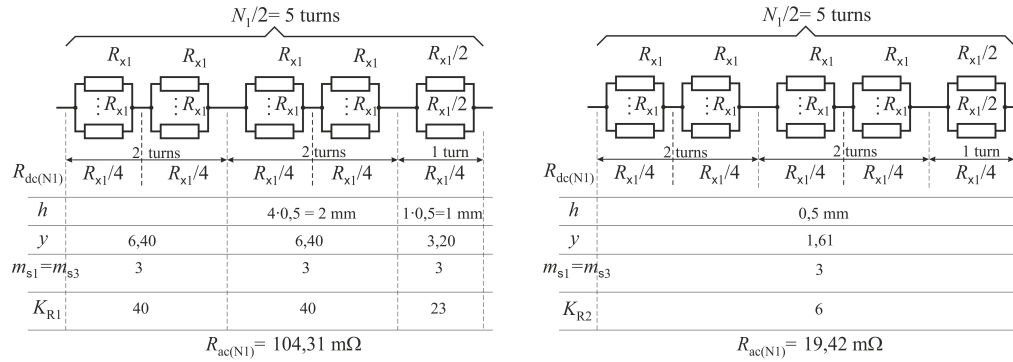 N1/2= 5 turns
Rx1 Rx1 Rx1 Rx1 Rx1/2
⋮Rx1 ⋮Rx1 ⋮Rx1 ⋮Rx1 Rx1/2
2 turns 2 turns 1 turn
Rdc(N1) Rx1/4 Rx1/4 Rx1/4 Rx1/4 Rx1/4
h 4·0,5 = 2 mm 1·0,5=1 mm
y 6,40 6,40 3,20
ms1=ms3 3 3 3
KR1 40 40 23
Rac(N1)= 104,31 mΩ
N1/2= 5 turns
Rx1 Rx1 Rx1 Rx1 Rx1/2
⋮Rx1 ⋮Rx1 ⋮Rx1 ⋮Rx1 Rx1/2
2 turns 2 turns 1 turn
Rdc(N1) Rx1/4 Rx1/4 Rx1/4 Rx1/4 Rx1/4
h 0,5 mm
y 1,61
ms1=ms3 3
KR2 6
Rac(N1)= 19,42 mΩ